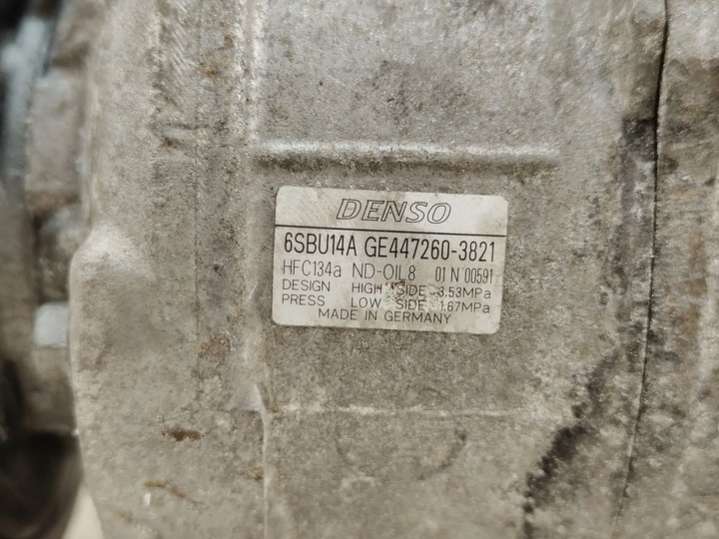 DENSO
6SBU14A GE447260-3821
HFC134a ND-OIL8 01 N 00591
DESIGN HIGH SIDE 3.53MPa
PRESS LOW SIDE 1.67MPa
MADE IN GERMANY